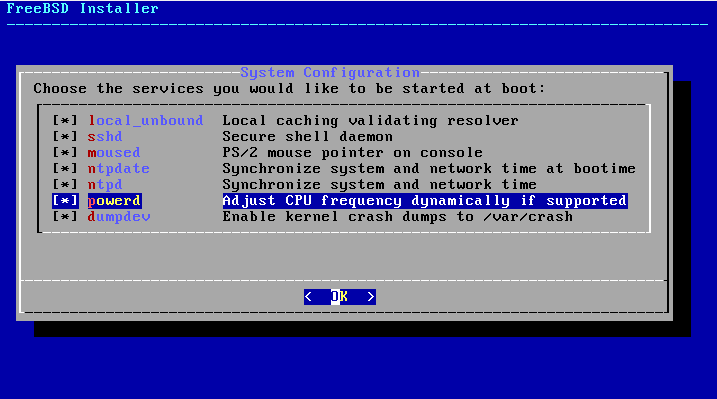 FreeBSD Installer
System Configuration
Choose the services you would like to be started at boot:
[*] local_unbound Local caching validating resolver
[*] sshd Secure shell daemon
[*] moused PS/2 mouse pointer on console
[*] ntpdate Synchronize system and network time at bootime
[*] ntpd Synchronize system and network time
[*] powerd Adjust CPU frequency dynamically if supported
[*] dumpdev Enable kernel crash dumps to /var/crash
< OK >